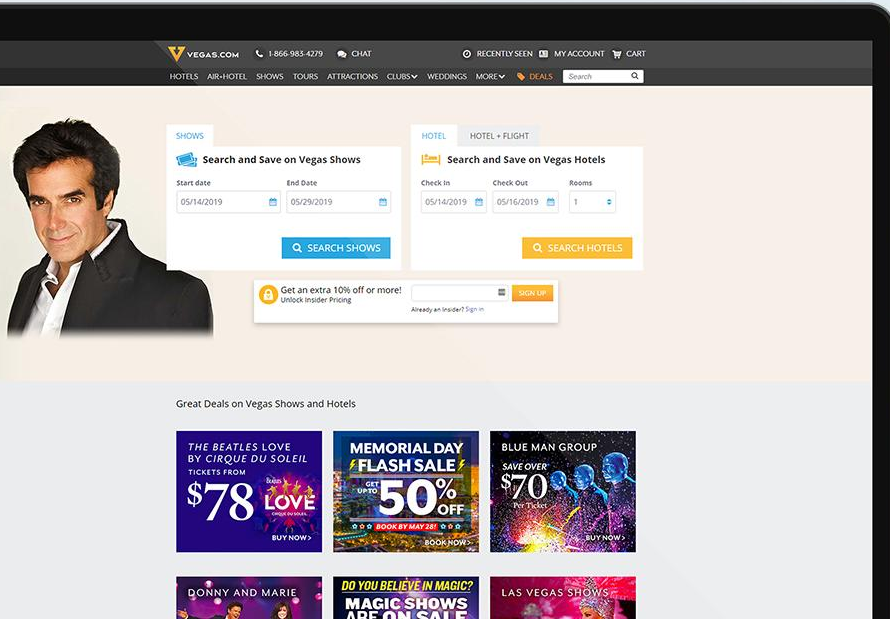 VEGAS.COM 1-866-983-4279 CHAT RECENTLY SEEN MY ACCOUNT CART
HOTELS AIR+HOTEL SHOWS TOURS ATTRACTIONS CLUBS WEDDINGS MORE DEALS Search
SHOWS
Search and Save on Vegas Shows
Start date End Date
05/14/2019 05/29/2019
SEARCH SHOWS
HOTEL HOTEL + FLIGHT
Search and Save on Vegas Hotels
Check In Check Out Rooms
05/14/2019 05/16/2019 1
SEARCH HOTELS
Get an extra 10% off or more!
Unlock Insider Pricing
SIGN UP
Already an Insider? Sign in
Great Deals on Vegas Shows and Hotels
THE BEATLES LOVE
BY CIRQUE DU SOLEIL
TICKETS FROM
$78
Beatles
LOVE
CIRQUE DU SOLEIL
BUY NOW>
MEMORIAL DAY
FLASH SALE
GET
UP TO
50%
OFF
BOOK BY MAY 28!
BOOK NOW>
BLUE MAN GROUP
SAVE OVER
$70
Per Ticket
BUY NOW>
DONNY AND MARIE
DO YOU BELIEVE IN MAGIC?
MAGIC SHOWS
ARE ON SALE
LAS VEGAS SHOWS